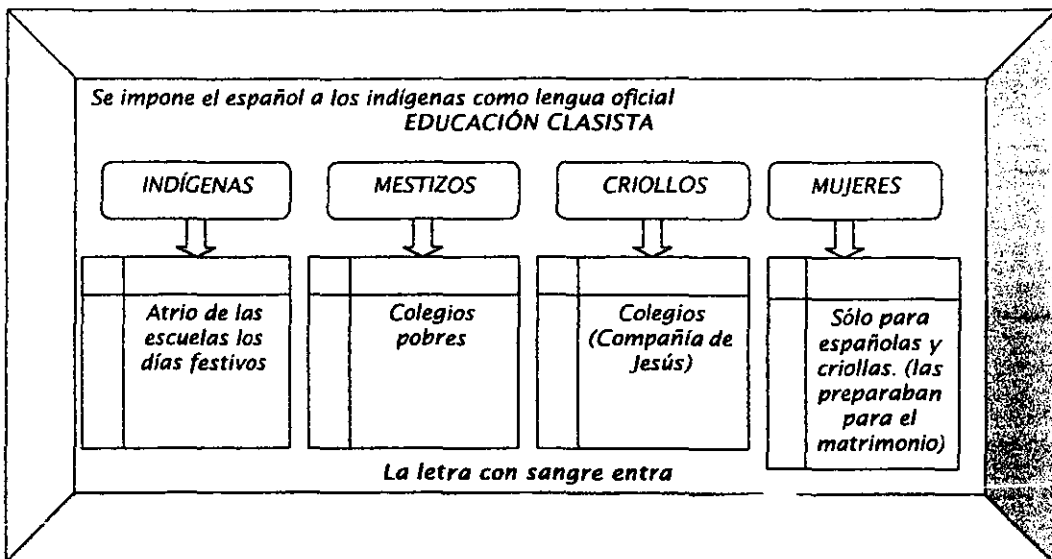 Se impone el español a los indígenas como lengua oficial
EDUCACIÓN CLASISTA
INDÍGENAS
MESTIZOS
CRIOLLOS
MUJERES
Atrio de las
escuelas los
días festivos
Colegios
pobres
Colegios
(Compañía de
Jesús)
Sólo para
españolas y
criollas. (las
preparaban
para el
matrimonio)
La letra con sangre entra